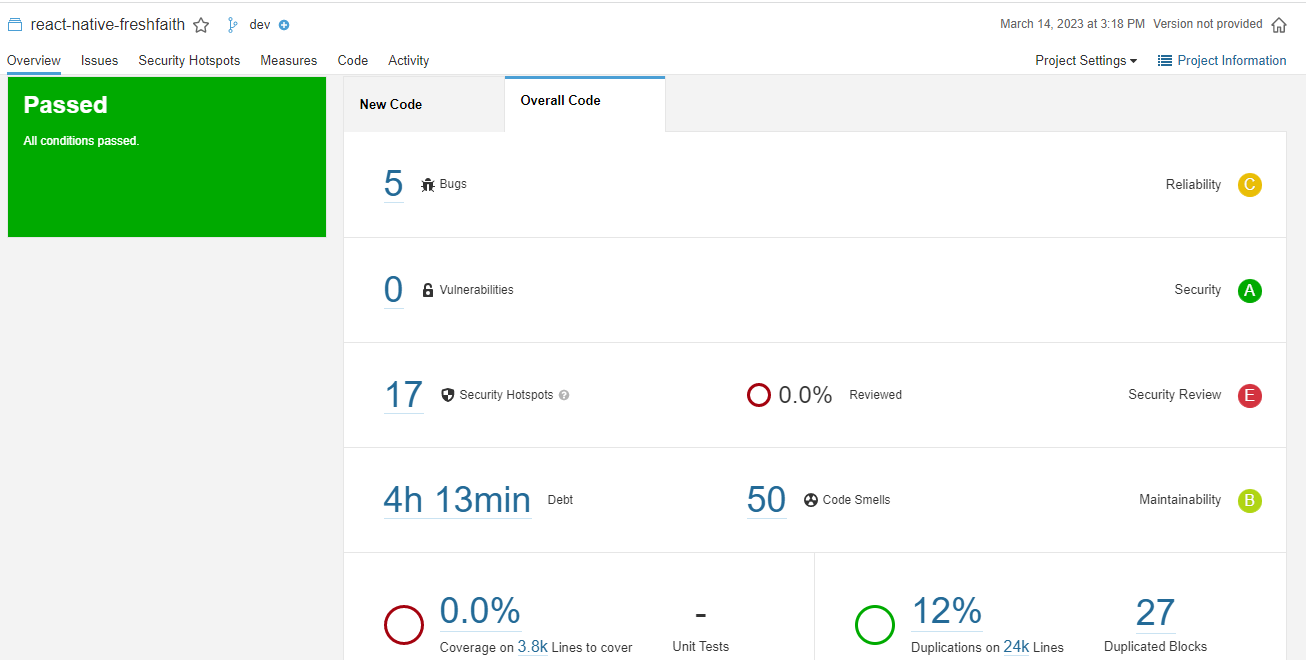 react-native-freshfaith dev March 14, 2023 at 3:18 PM Version not provided
Overview Issues Security Hotspots Measures Code Activity Project Settings Project Information
Passed
All conditions passed.
New Code Overall Code
5 Bugs Reliability C
0 Vulnerabilities Security A
17 Security Hotspots ? 0.0% Reviewed Security Review E
4h 13min Debt 50 Code Smells Maintainability B
0.0% - 12% 27
Coverage on 3.8k Lines to cover Unit Tests Duplications on 24k Lines Duplicated Blocks